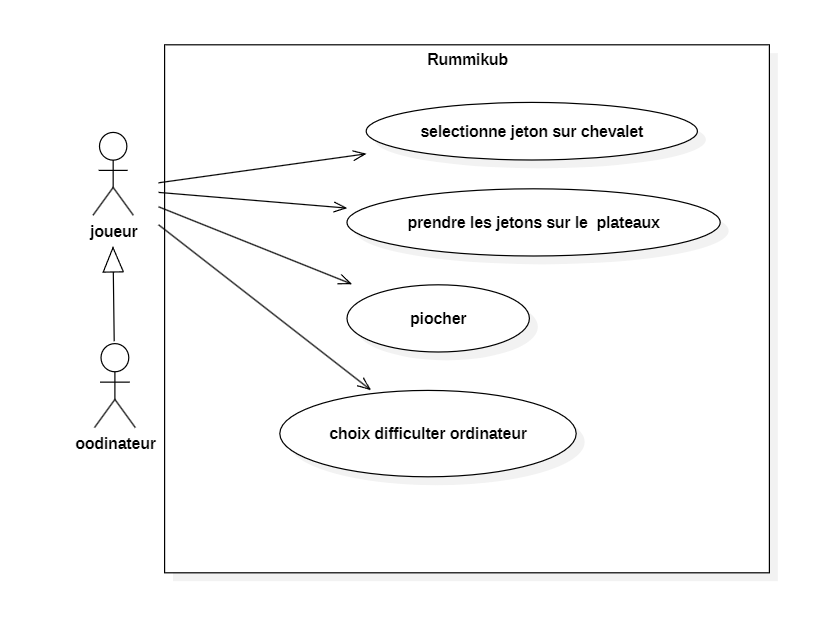 Rummikub
selectionne jeton sur chevalet
prendre les jetons sur le  plateaux
joueur
piocher
choix difficulter ordinateur
oodinateur